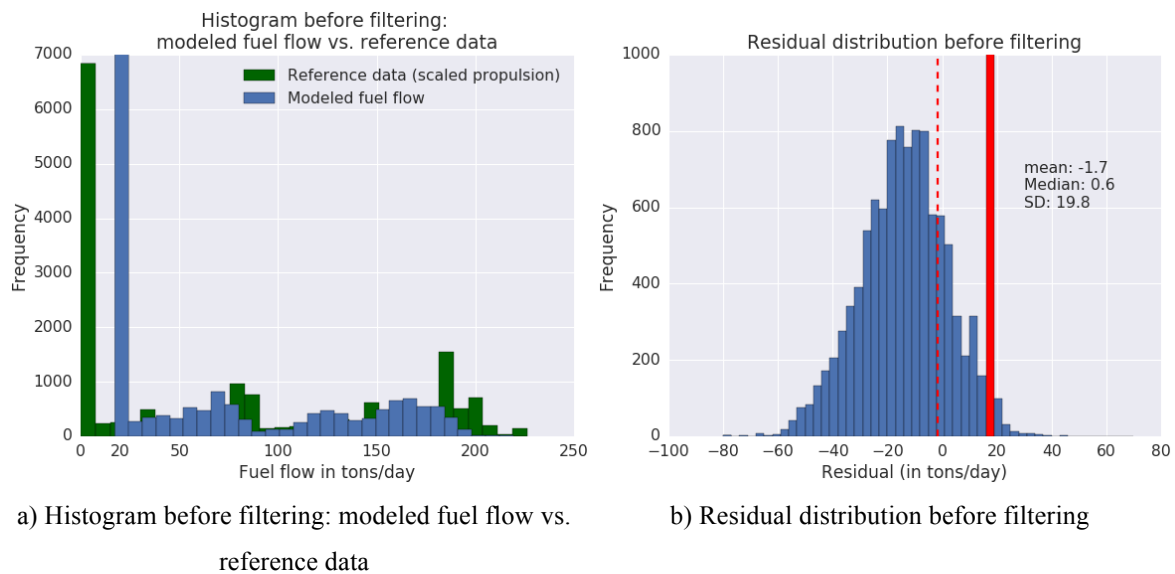 Histogram before filtering:
modeled fuel flow vs. reference data
7000
6000
5000
4000
3000
2000
1000
0
Frequency
Reference data (scaled propulsion)
Modeled fuel flow
0 20 50 100 150 200 250
Fuel flow in tons/day
a) Histogram before filtering: modeled fuel flow vs.
reference data
Residual distribution before filtering
1000
800
600
400
200
0
Frequency
mean: -1.7
Median: 0.6
SD: 19.8
−100 −80 −60 −40 −20 0 20 40 60 80
Residual (in tons/day)
b) Residual distribution before filtering